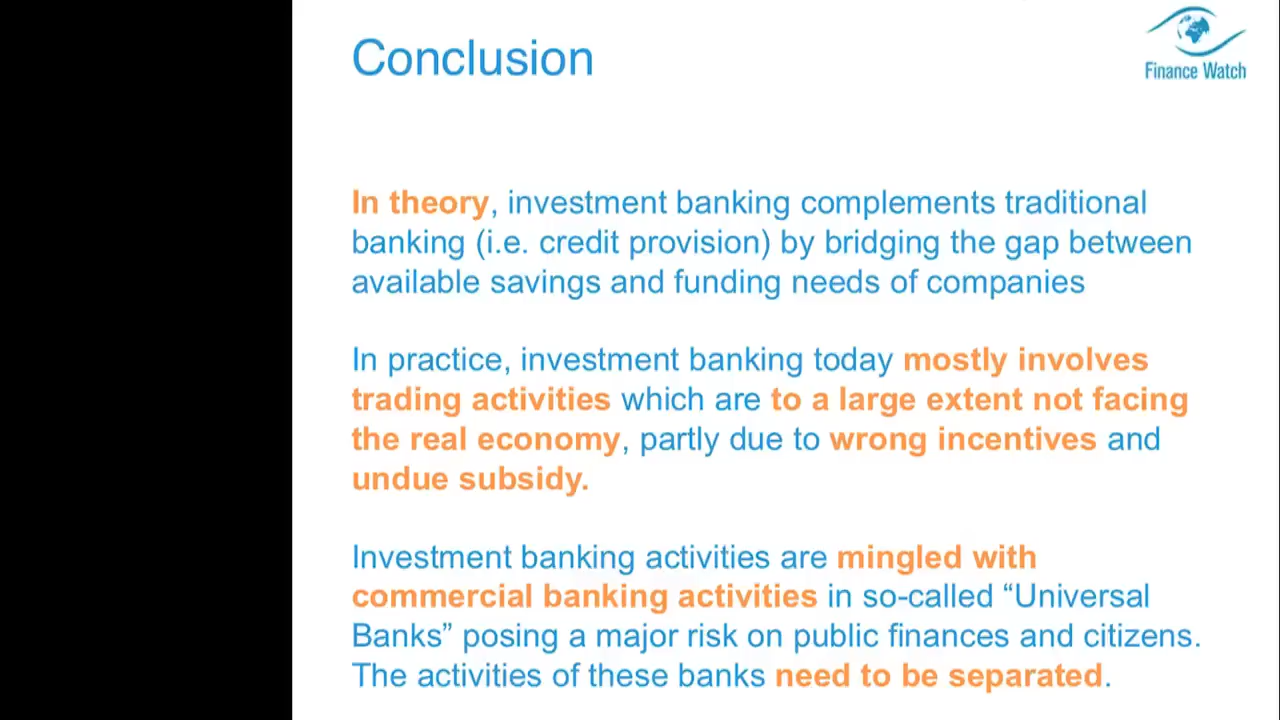 Conclusion
Finance Watch
In theory, investment banking complements traditional
banking (i.e. credit provision) by bridging the gap between
available savings and funding needs of companies
In practice, investment banking today mostly involves
trading activities which are to a large extent not facing
the real economy, partly due to wrong incentives and
undue subsidy.
Investment banking activities are mingled with
commercial banking activities in so-called “Universal
Banks” posing a major risk on public finances and citizens.
The activities of these banks need to be separated.